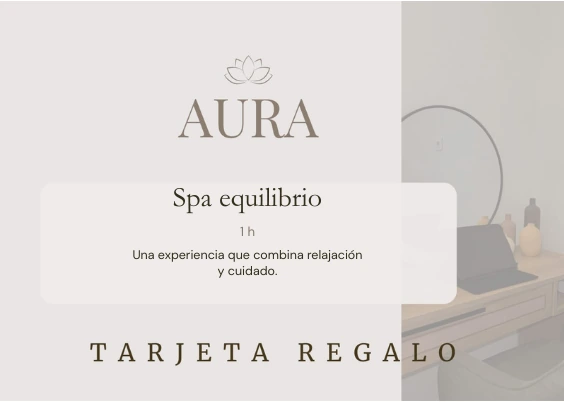 AURA
Spa equilibrio
1 h
Una experiencia que combina relajación
y cuidado.
TARJETA REGALO